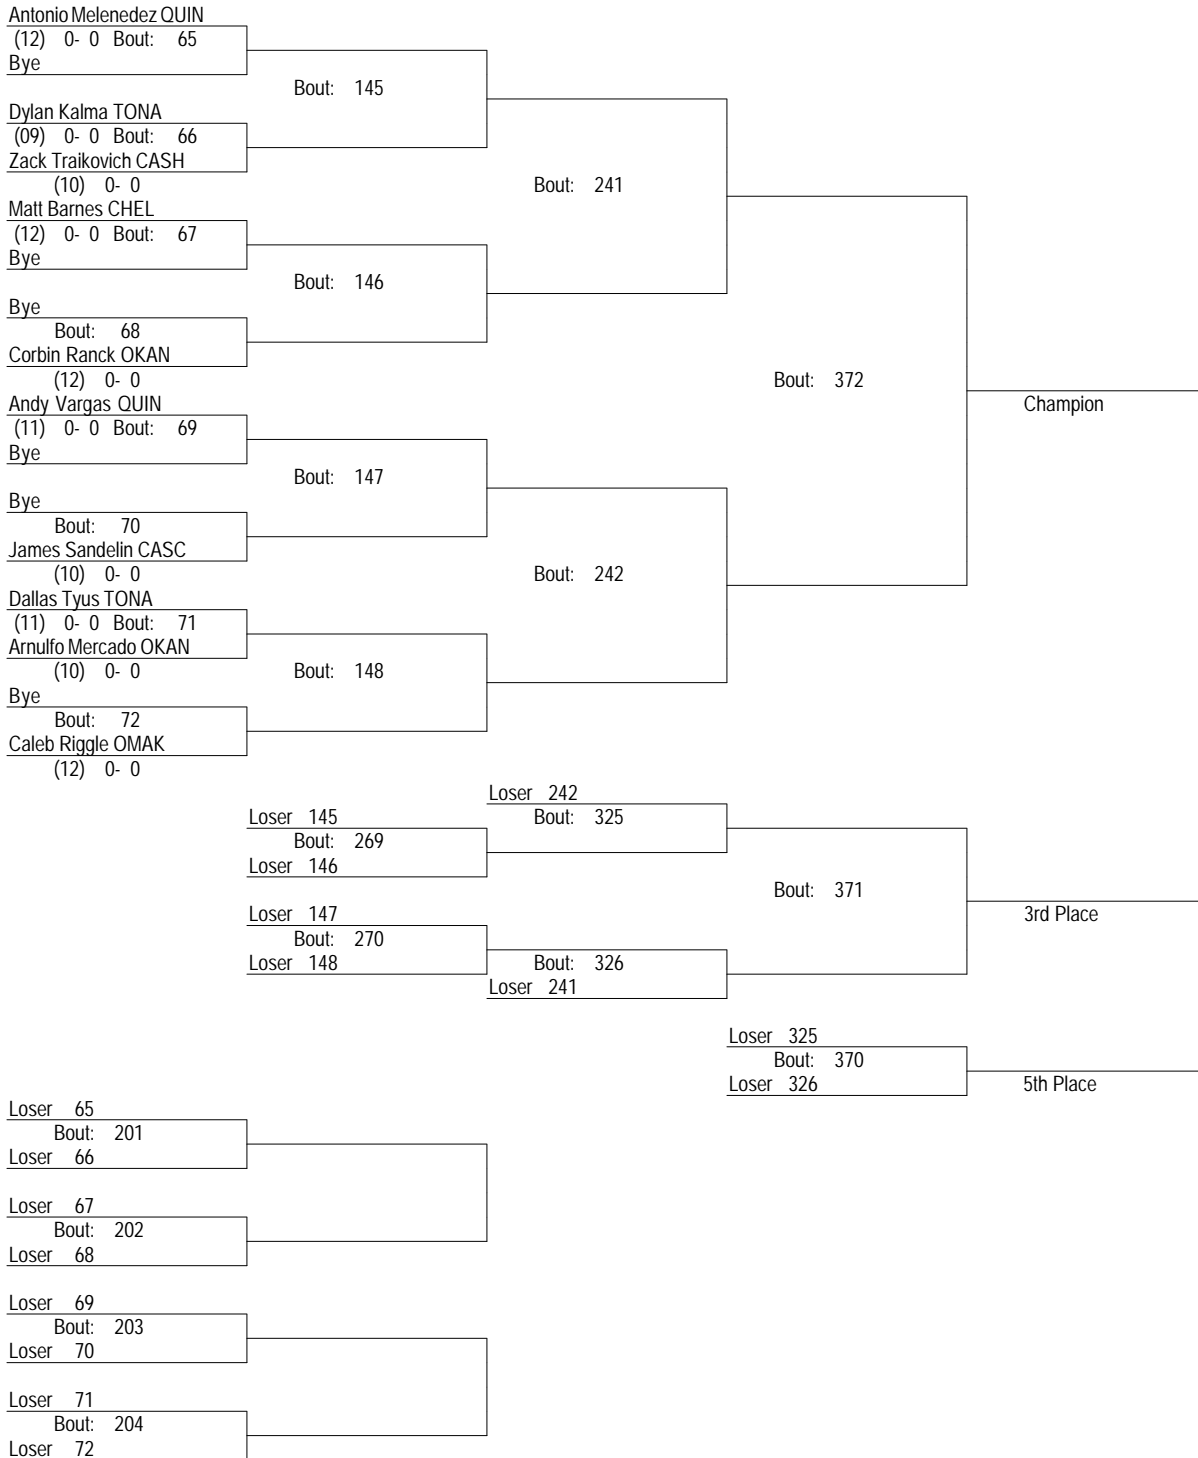 Antonio Melenedez QUIN
(12) 0- 0 Bout: 65
Bye
Bout: 145
Dylan Kalma TONA
(09) 0- 0 Bout: 66
Zack Traikovich CASH
(10) 0- 0
Bout: 241
Matt Barnes CHEL
(12) 0- 0 Bout: 67
Bye
Bout: 146
Bye
Bout: 68
Corbin Ranck OKAN
(12) 0- 0
Bout: 372
Champion
Andy Vargas QUIN
(11) 0- 0 Bout: 69
Bye
Bout: 147
Bye
Bout: 70
James Sandelin CASC
(10) 0- 0
Bout: 242
Dallas Tyus TONA
(11) 0- 0 Bout: 71
Arnulfo Mercado OKAN
(10) 0- 0
Bout: 148
Bye
Bout: 72
Caleb Riggle OMAK
(12) 0- 0
Loser 242
Loser 145
Bout: 325
Bout: 269
Loser 146
Bout: 371
3rd Place
Loser 147
Bout: 270
Loser 148
Bout: 326
Loser 241
Loser 325
Bout: 370
Loser 326
5th Place
Loser 65
Bout: 201
Loser 66
Loser 67
Bout: 202
Loser 68
Loser 69
Bout: 203
Loser 70
Loser 71
Bout: 204
Loser 72